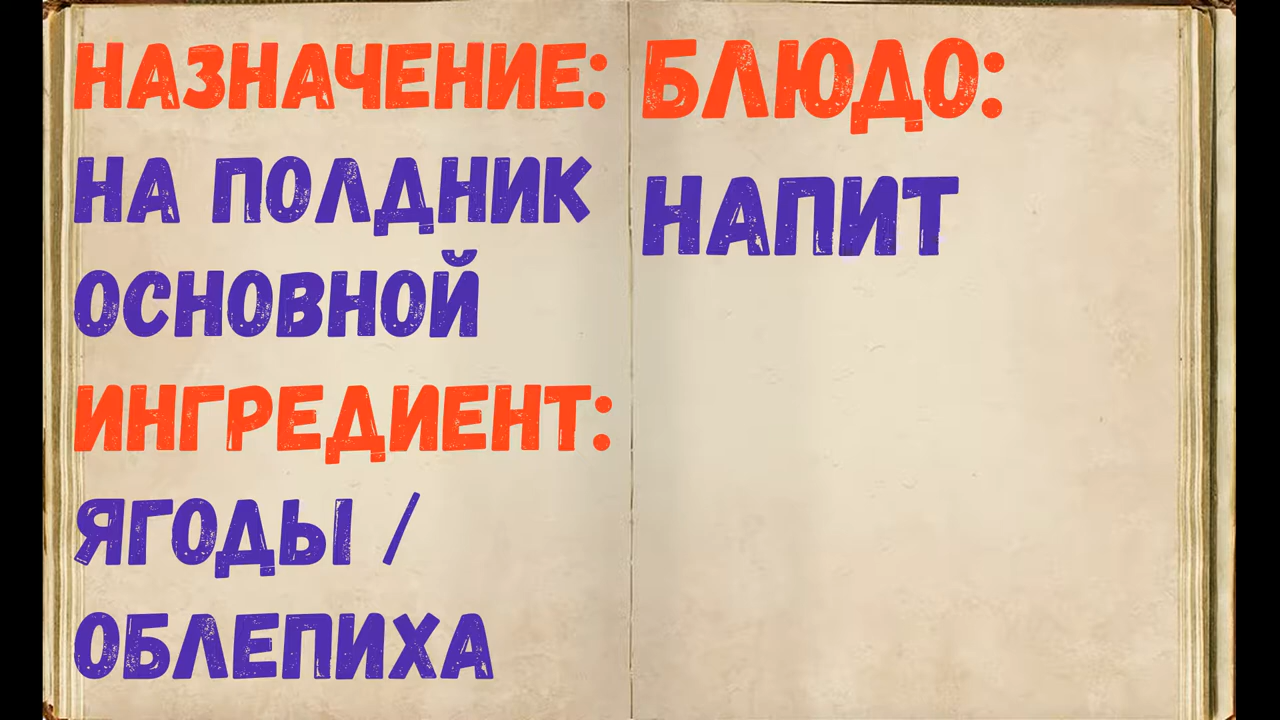 НАЗНАЧЕНИЕ:
НА ПОЛДНИК
ОСНОВНОЙ
ИНГРЕДИЕНТ:
ЯГОДЫ /
ОБЛЕПИХА
БЛЮДО:
НАПИТ